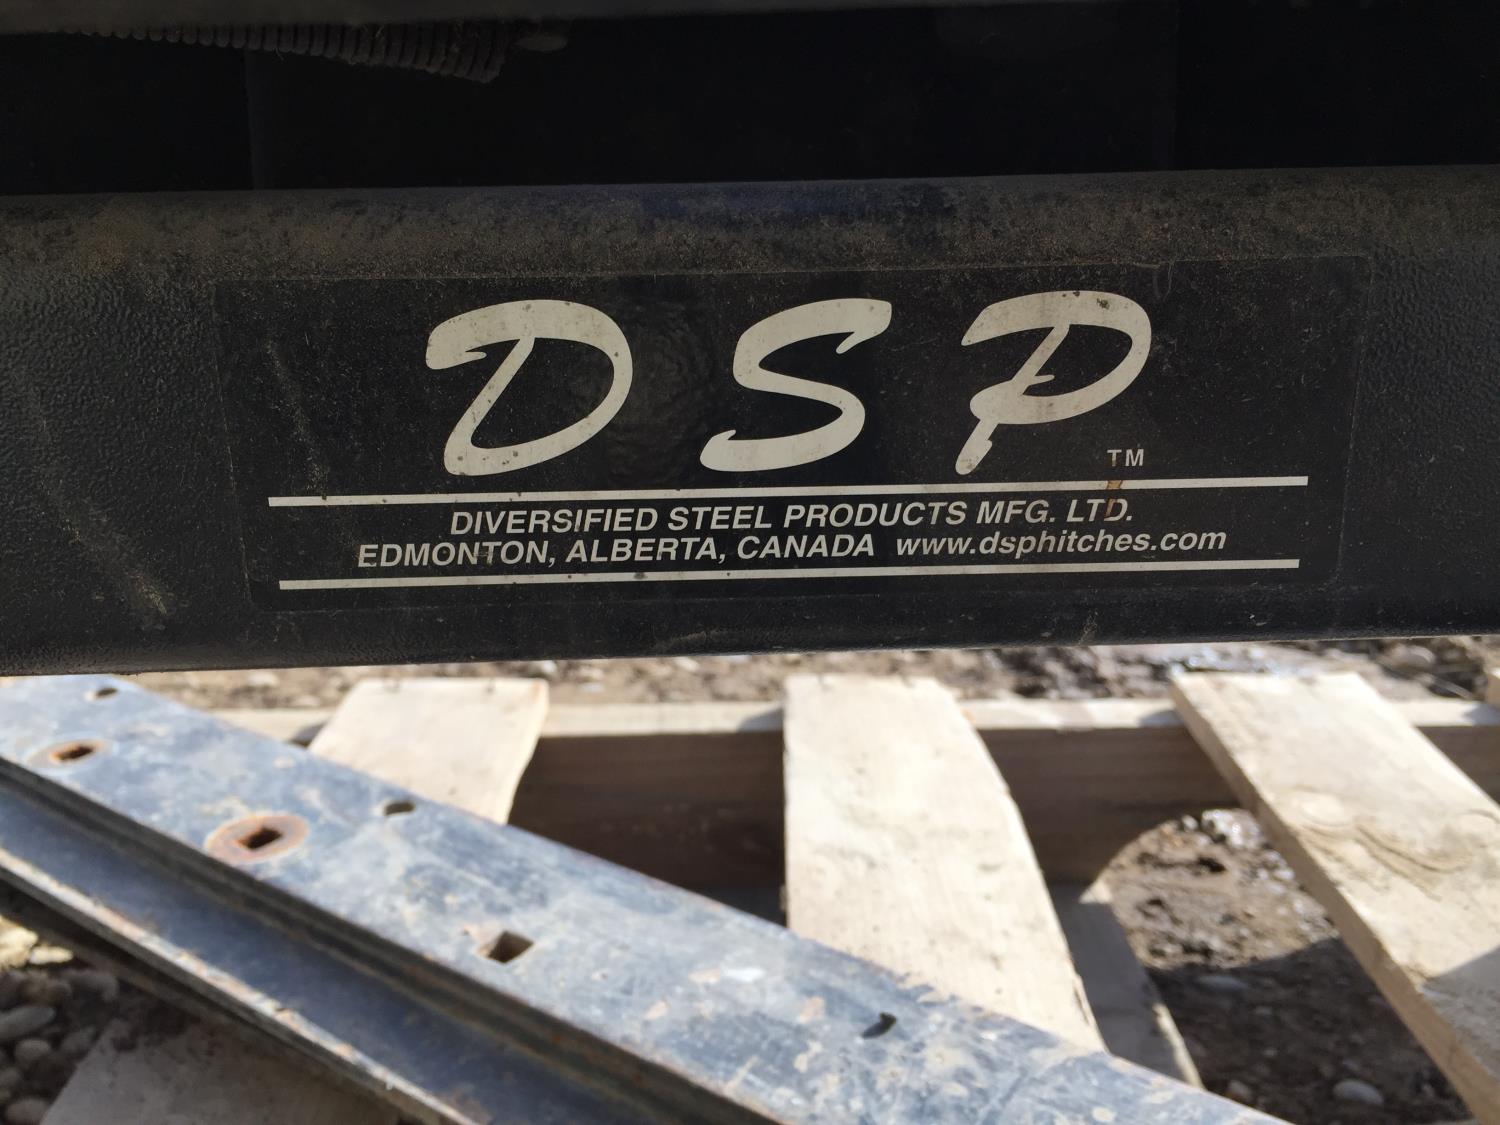 DSP
TM
DIVERSIFIED STEEL PRODUCTS MFG. LTD.
EDMONTON, ALBERTA, CANADA www.dsphitches.com